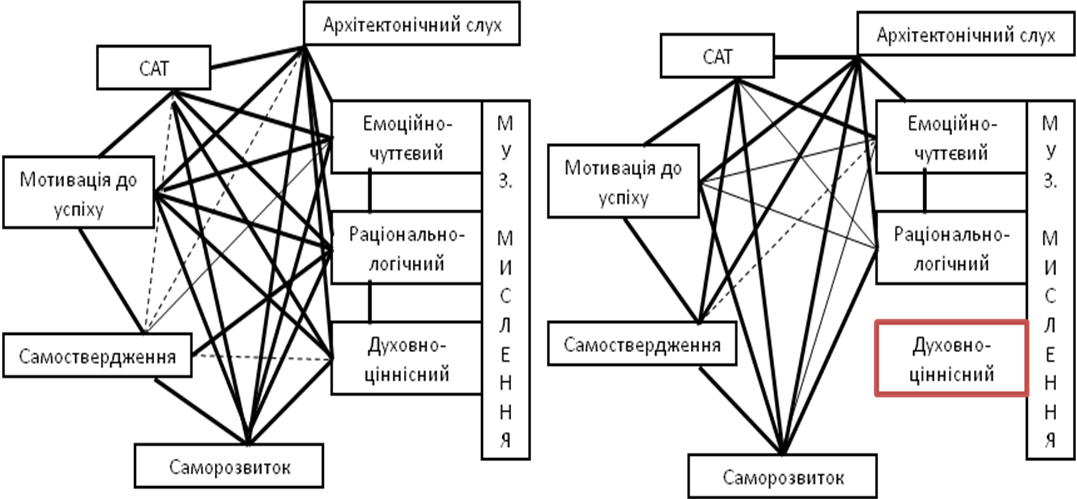 Архітектонічний слух
САТ
Емоційно-
чуттєвий
Мотивація до
успіху
Раціонально-
логічний
Самоствердження
Духовно-
ціннісний
Саморозвиток
М
У
З.
М
И
С
Л
Е
Н
Н
Я
Архітектонічний слух
САТ
Емоційно-
чуттєвий
Мотивація до
успіху
Раціонально-
логічний
Самоствердження
Духовно-
ціннісний
Саморозвиток
М
У
З.
М
И
С
Л
Е
Н
Н
Я